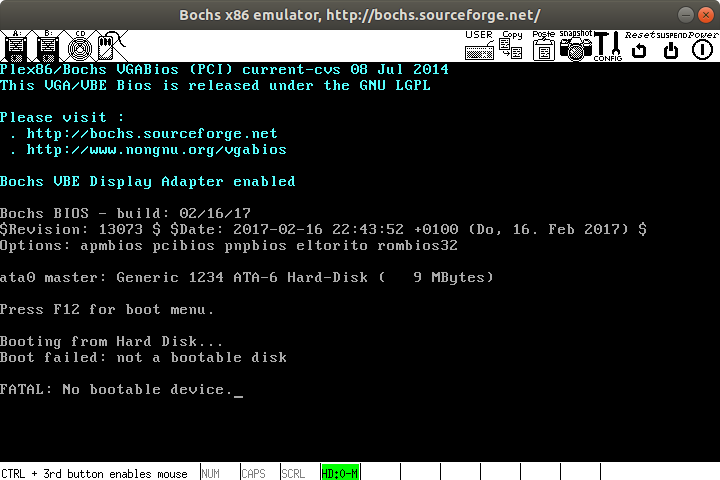 Bochs x86 emulator, http://bochs.sourceforge.net/
A: B: CD USER Copy Paste Snapshot CONFIG Reset SUSPEND Power
Plex86/Bochs VGABios (PCI) current-cvs 08 Jul 2014
This VGA/VBE Bios is released under the GNU LGPL
Please visit :
. http://bochs.sourceforge.net
. http://www.nongnu.org/vgabios
Bochs VBE Display Adapter enabled
Bochs BIOS - build: 02/16/17
$Revision: 13073 $ $Date: 2017-02-16 22:43:52 +0100 (Do, 16. Feb 2017) $
Options: apmbios pcibios pnpbios eltorito rombios32
ata0 master: Generic 1234 ATA-6 Hard-Disk (   9 MBytes)
Press F12 for boot menu.
Booting from Hard Disk...
Boot failed: not a bootable disk
FATAL: No bootable device._
CTRL + 3rd button enables mouse NUM CAPS SCRL HD:0-M